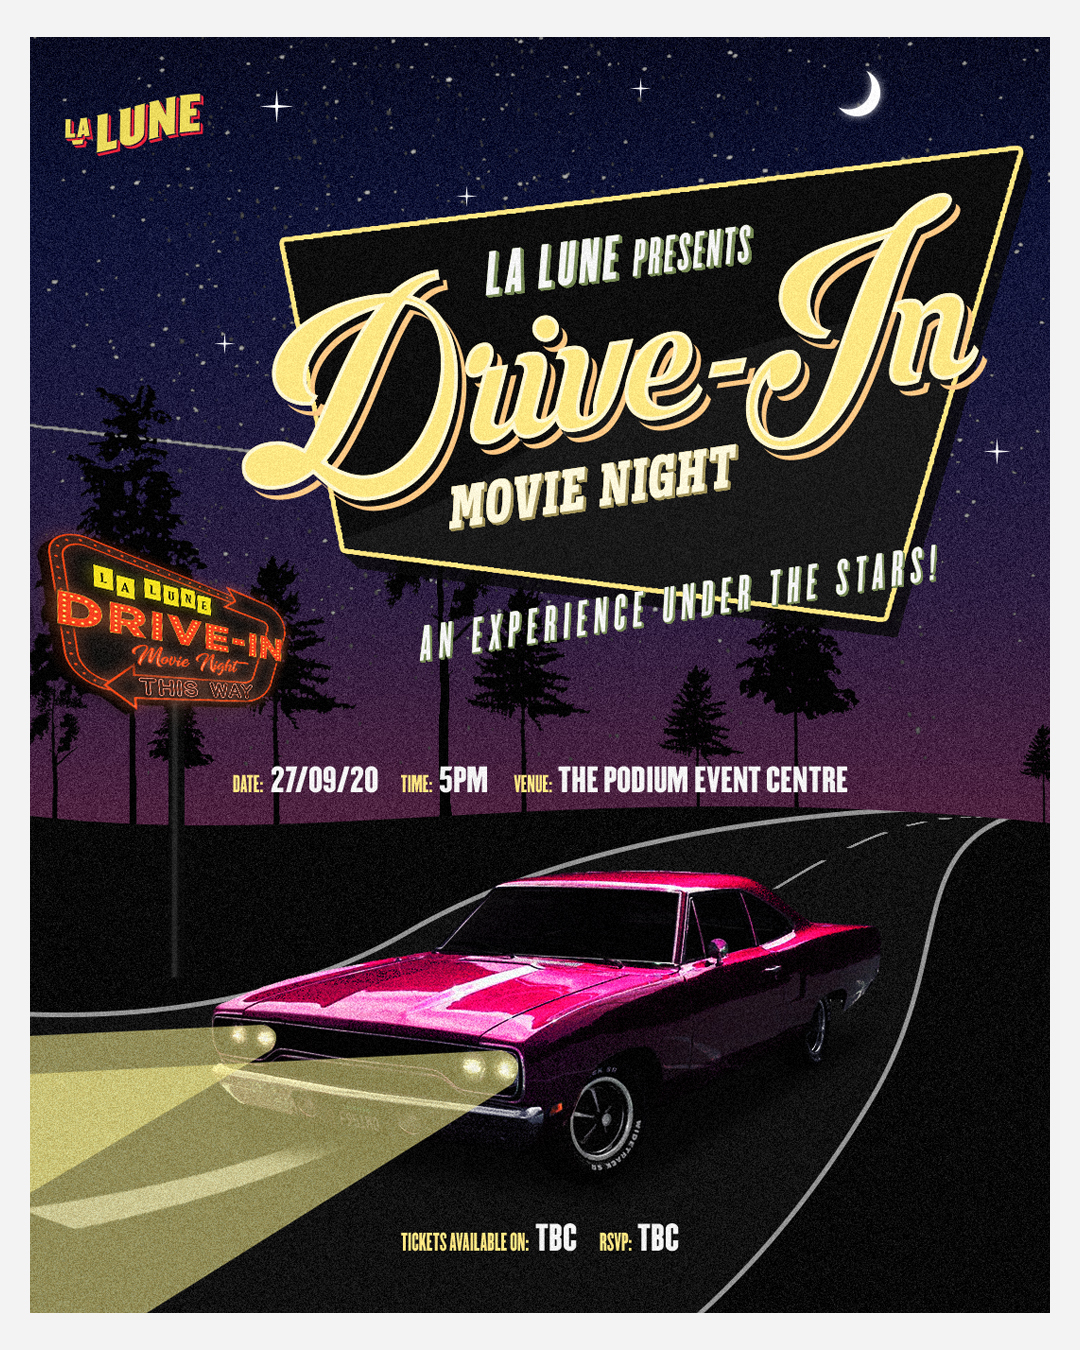 LA LUNE
LA LUNE PRESENTS
Drive-In
MOVIE NIGHT
AN EXPERIENCE UNDER THE STARS!
LA LUNE
DRIVE-IN
Movie Night
THIS WAY
DATE: 27/09/20 TIME: 5PM VENUE: THE PODIUM EVENT CENTRE
WIDETRACK SR
TICKETS AVAILABLE ON: TBC RSVP: TBC